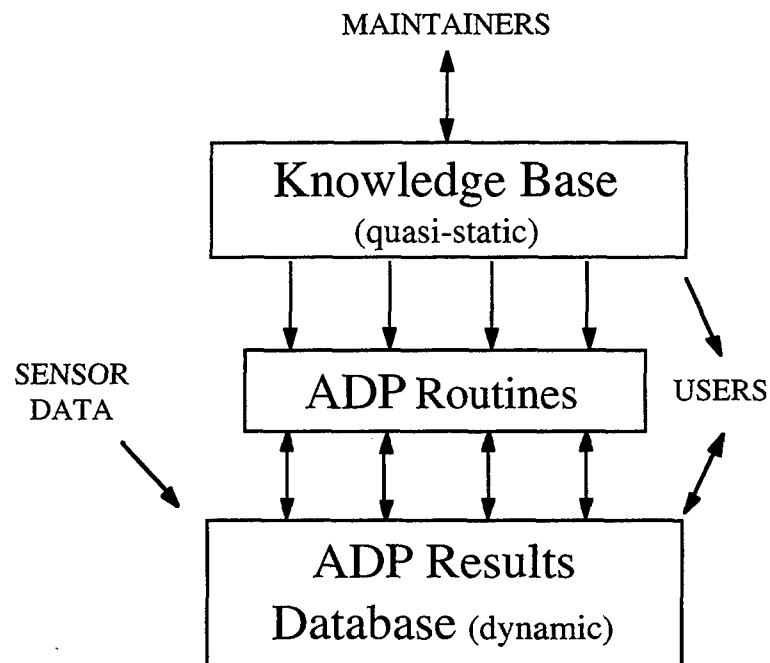 MAINTAINERS
Knowledge Base
(quasi-static)
SENSOR
DATA
ADP Routines
USERS
ADP Results
Database (dynamic)